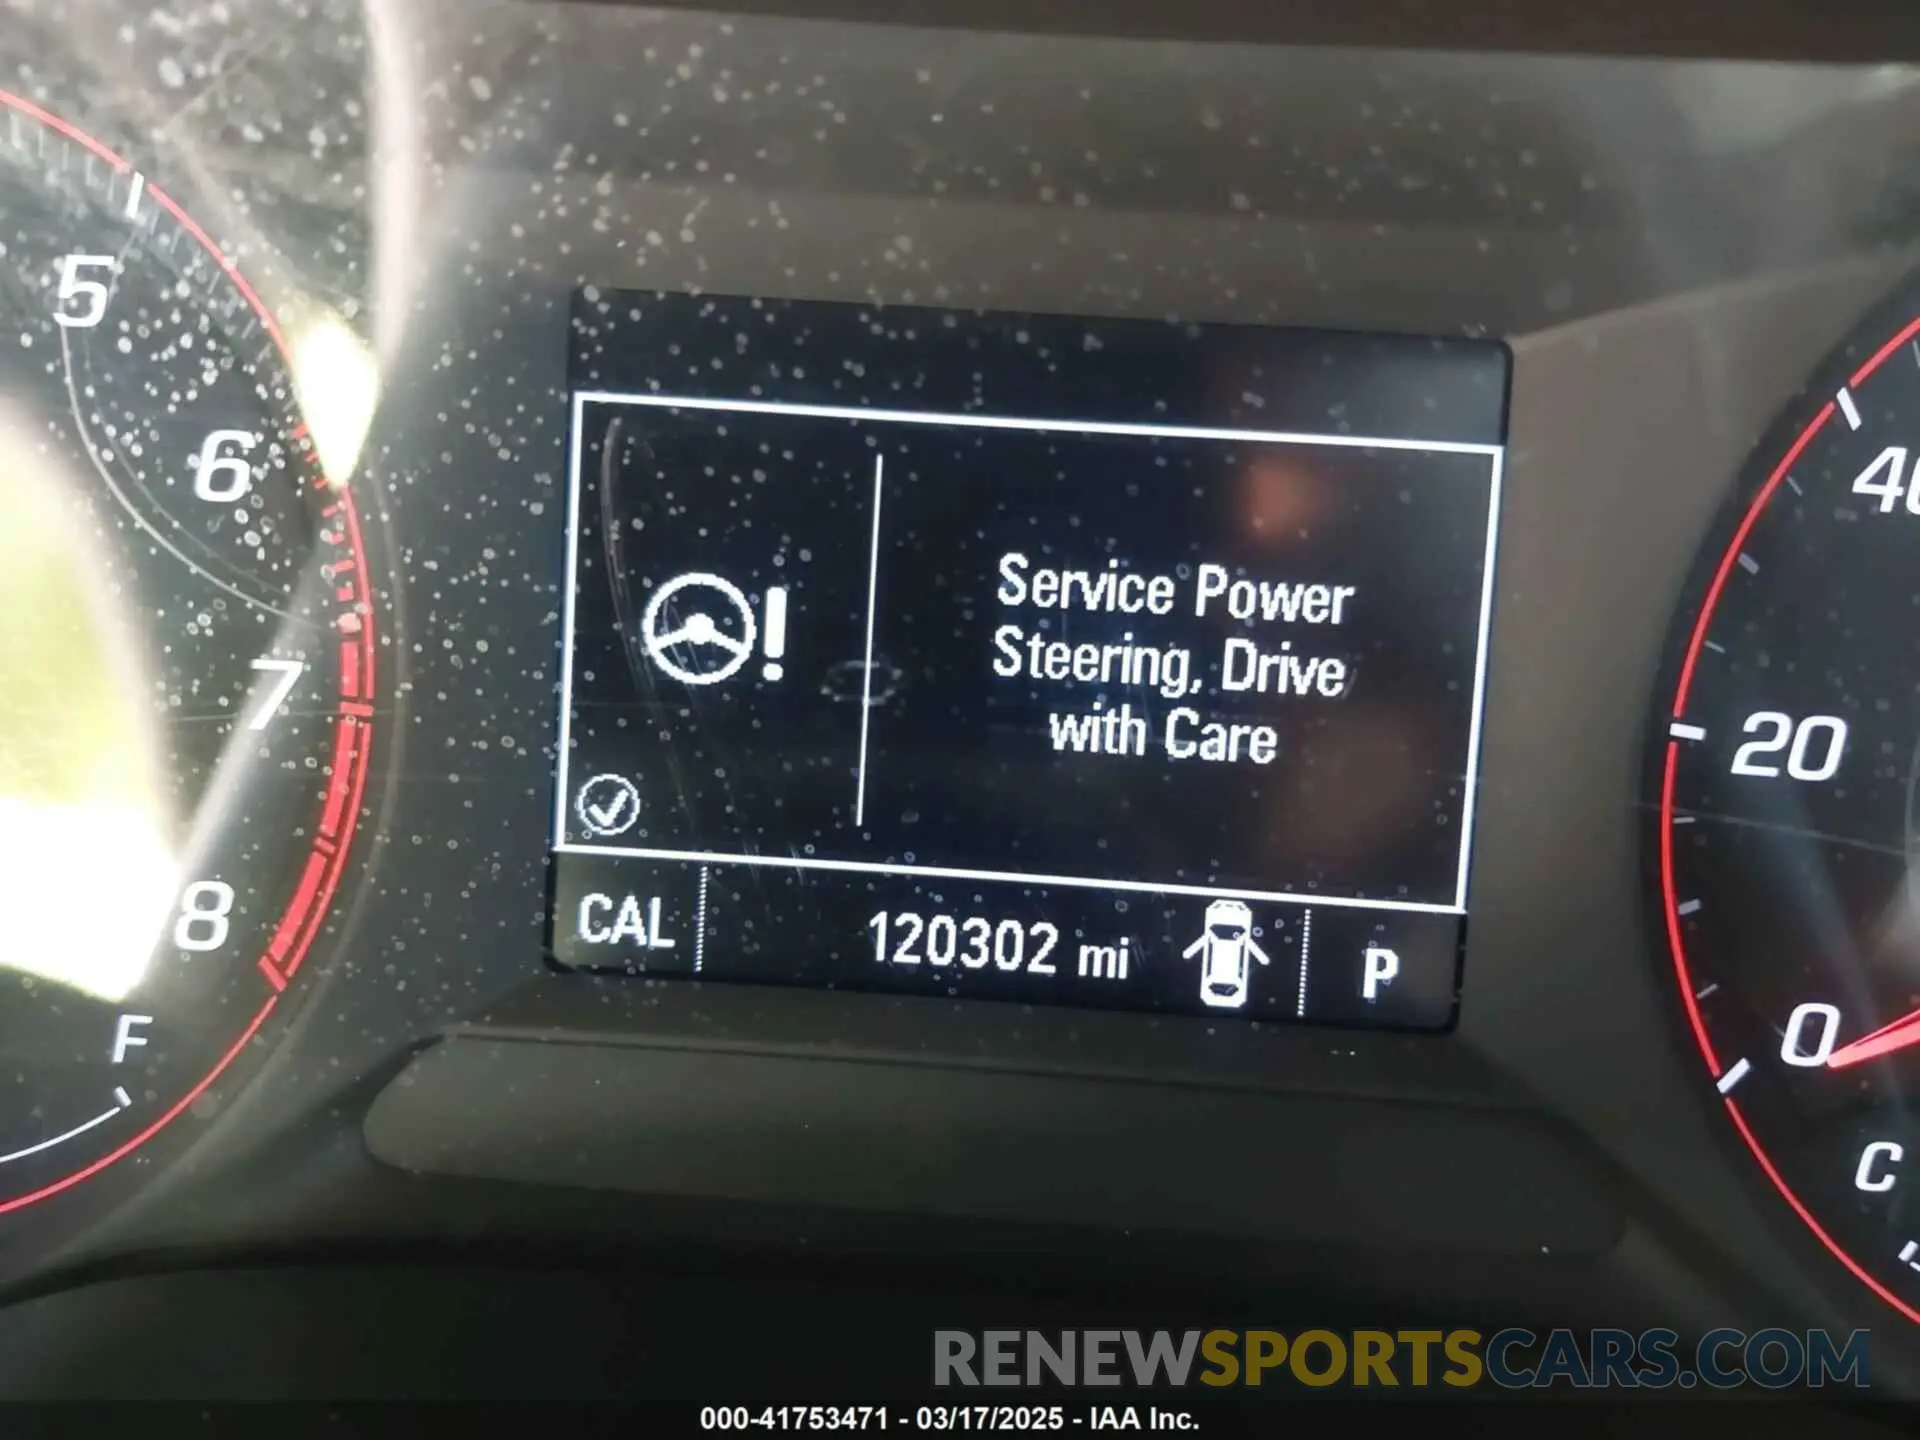 5
6
7
8
F
Service Power
Steering, Drive
with Care
CAL 120302 mi P
40
20
0
C
RENEWSPORTSCARS.COM
000-41753471 - 03/17/2025 - IAA Inc.